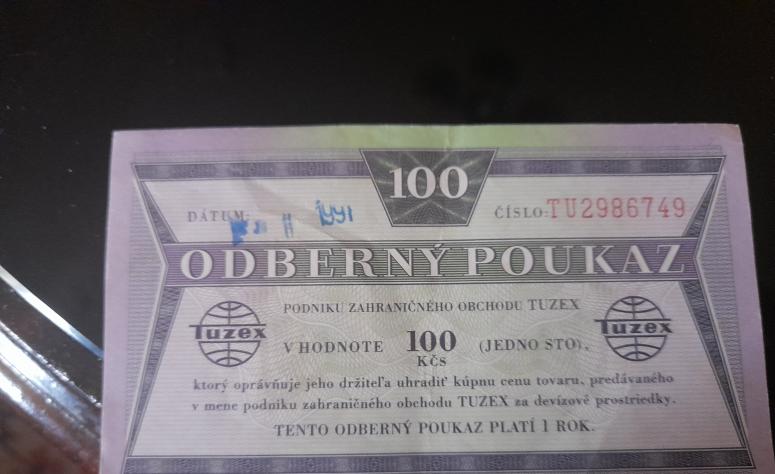 100
DÁTUM: II 1991
ČÍSLO: TU2986749
ODBERNÝ POUKAZ
PODNIKU ZAHRANIČNÉHO OBCHODU TUZEX
Tuzex
V HODNOTE 100 KČs (JEDNO STO),
Tuzex
ktorý oprávňuje jeho držiteľa uhradiť kúpnu cenu tovaru, predávaného
v mene podniku zahraničného obchodu TUZEX za devízové prostriedky.
TENTO ODBERNÝ POUKAZ PLATÍ 1 ROK.